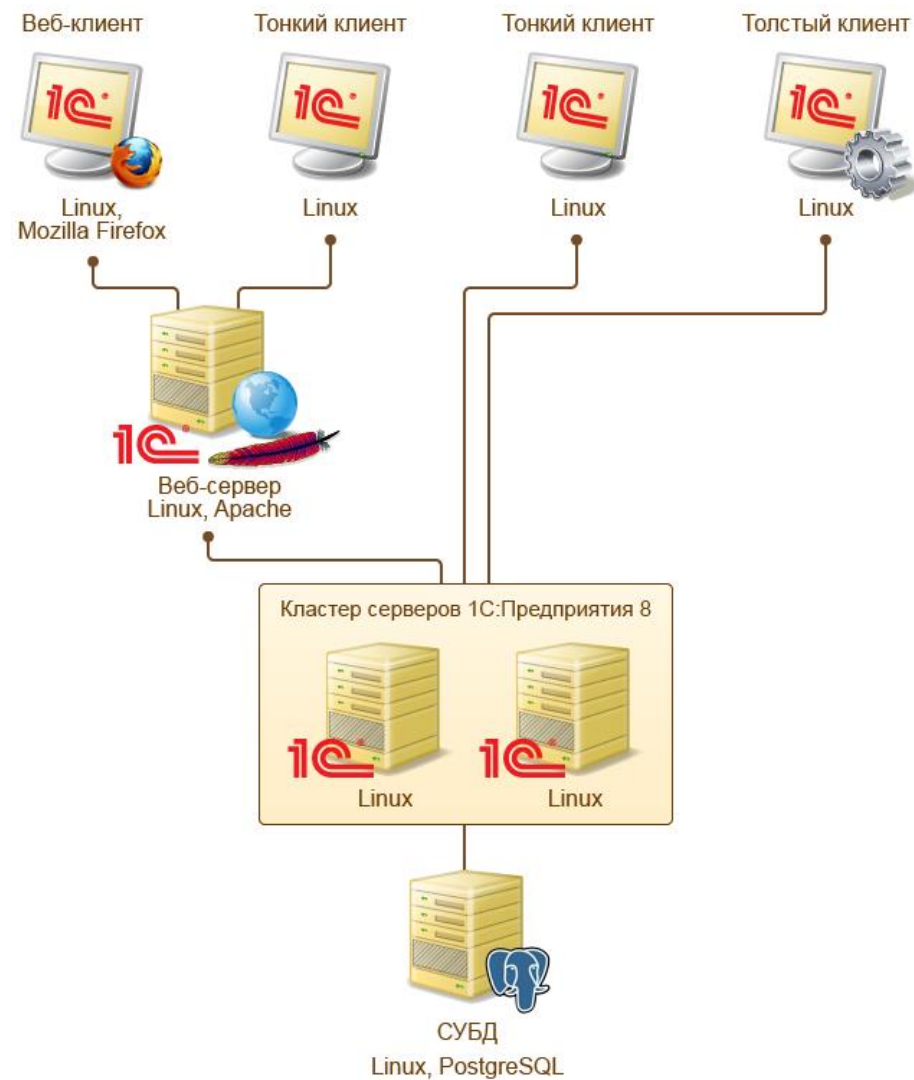 Веб-клиент
Тонкий клиент
Тонкий клиент
Толстый клиент
1С®
1С®
1С®
1С®
Linux,
Mozilla Firefox
Linux
Linux
Linux
1С®
Веб-сервер
Linux, Apache
Кластер серверов 1С:Предприятия 8
1С®
1С®
Linux
Linux
СУБД
Linux, PostgreSQL